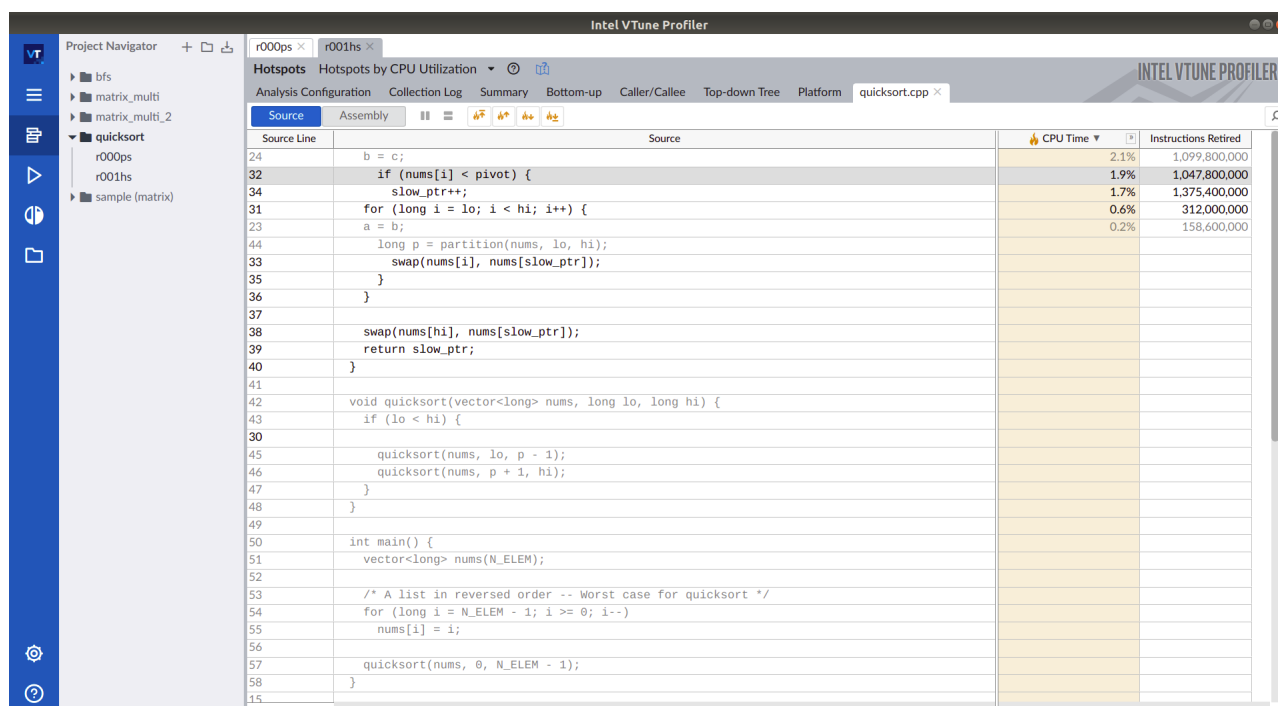 Intel VTune Profiler
VT
Project Navigator
bfs
matrix_multi
matrix_multi_2
quicksort
r000ps
r001hs
sample (matrix)
r000ps × r001hs ×
Hotspots Hotspots by CPU Utilization
INTEL VTUNE PROFILER
Analysis Configuration Collection Log Summary Bottom-up Caller/Callee Top-down Tree Platform quicksort.cpp ×
Source Assembly
Source Line Source CPU Time Instructions Retired
24 b = c; 2.1% 1,099,800,000
32 if (nums[i] < pivot) { 1.9% 1,047,800,000
34 slow_ptr++; 1.7% 1,375,400,000
31 for (long i = lo; i < hi; i++) { 0.6% 312,000,000
23 a = b; 0.2% 158,600,000
44 long p = partition(nums, lo, hi);
33 swap(nums[i], nums[slow_ptr]);
35 }
36 }
37
38 swap(nums[hi], nums[slow_ptr]);
39 return slow_ptr;
40 }
41
42 void quicksort(vector<long> nums, long lo, long hi) {
43 if (lo < hi) {
30
45 quicksort(nums, lo, p - 1);
46 quicksort(nums, p + 1, hi);
47 }
48 }
49
50 int main() {
51 vector<long> nums(N_ELEM);
52
53 /* A list in reversed order -- Worst case for quicksort */
54 for (long i = N_ELEM - 1; i >= 0; i--)
55 nums[i] = i;
56
57 quicksort(nums, 0, N_ELEM - 1);
58 }
15